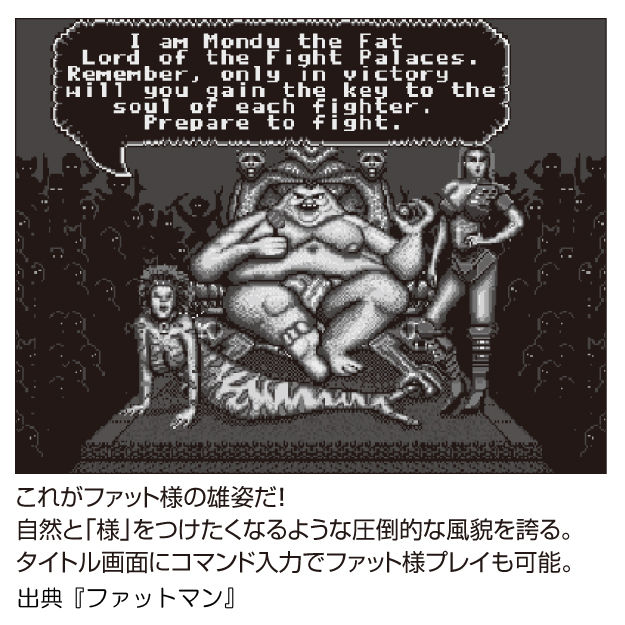 I am Mondu the Fat
Lord of the Fight Palaces.
Remember, only in victory
will you gain the key to the
soul of each fighter.
Prepare to fight.
これがファット様の雄姿だ!
自然と「様」をつけたくなるような圧倒的な風貌を誇る。
タイトル画面にコマンド入力でファット様プレイも可能。
出典『ファットマン』